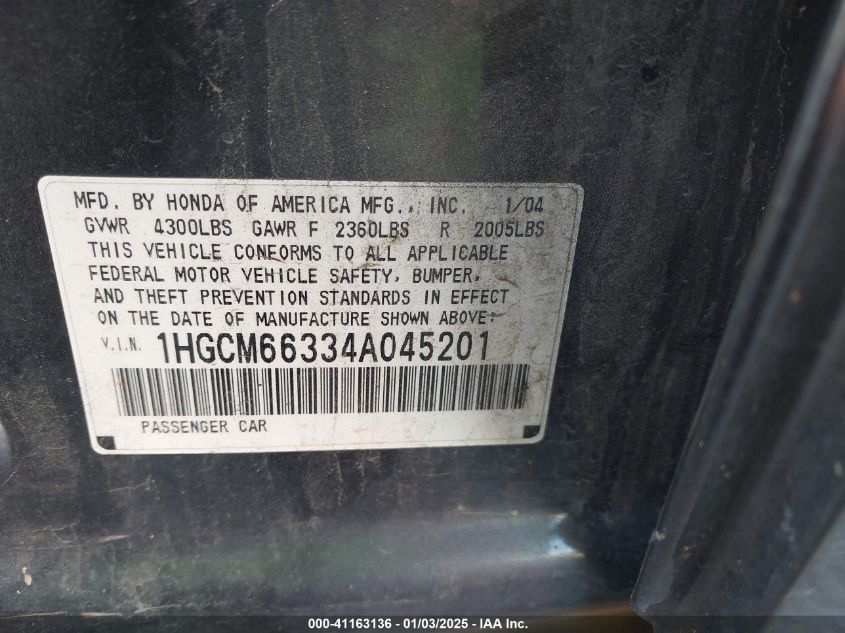 MFD. BY HONDA OF AMERICA MFG., INC. 1/04
GVWR 4300LBS GAWR F 2360LBS R 2005LBS
THIS VEHICLE CONFORMS TO ALL APPLICABLE
FEDERAL MOTOR VEHICLE SAFETY, BUMPER,
AND THEFT PREVENTION STANDARDS IN EFFECT
ON THE DATE OF MANUFACTURE SHOWN ABOVE:
V.I.N. 1HGCM66334A045201
PASSENGER CAR
000-41163136 - 01/03/2025 - IAA Inc.